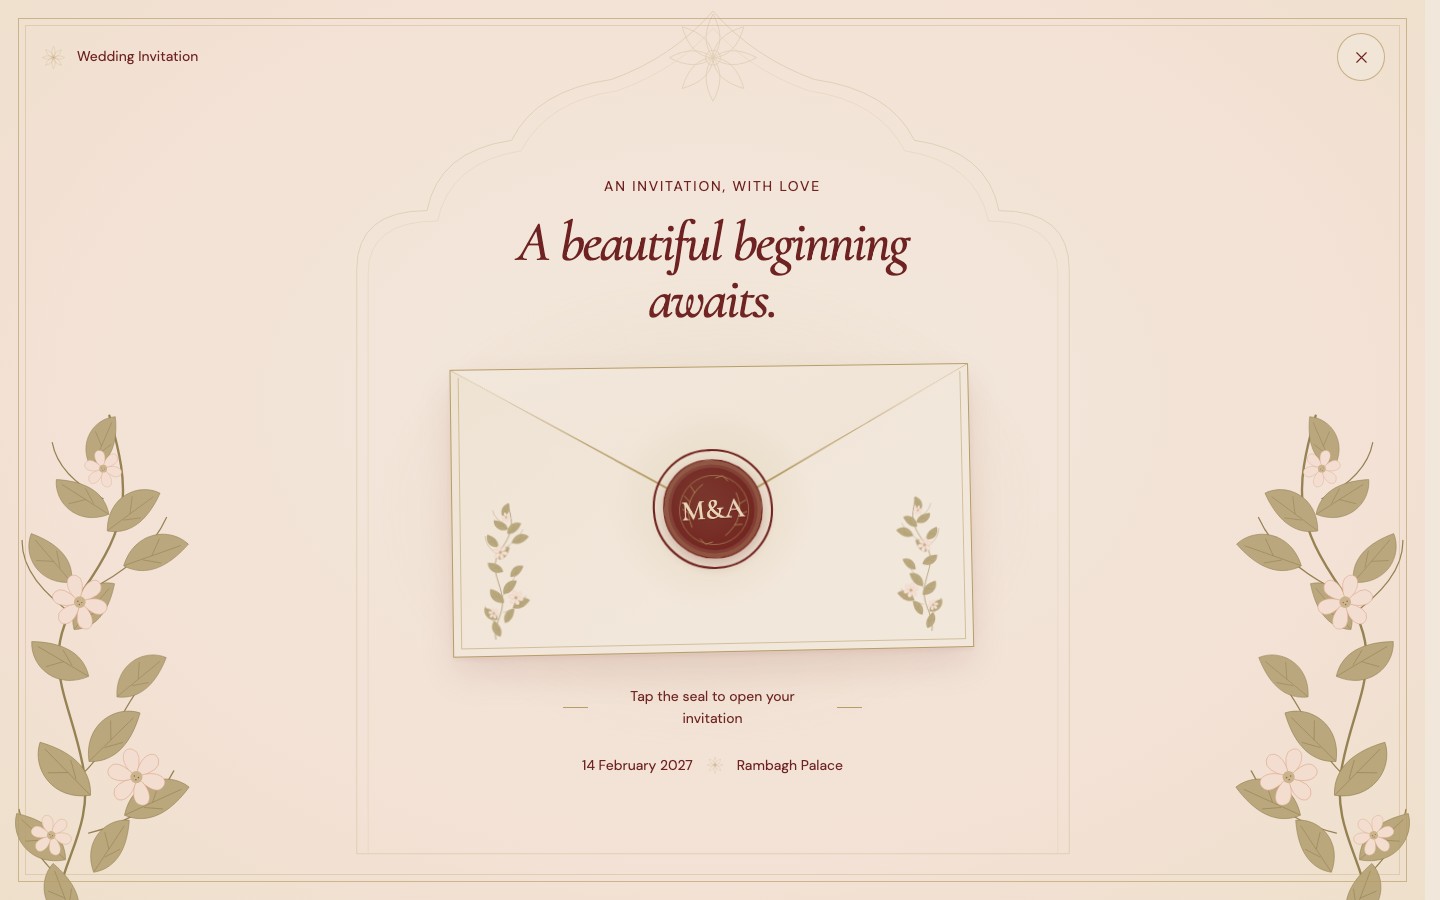 Wedding Invitation
AN INVITATION, WITH LOVE
A beautiful beginning
awaits.
M&A
Tap the seal to open your
invitation
14 February 2027 Rambagh Palace